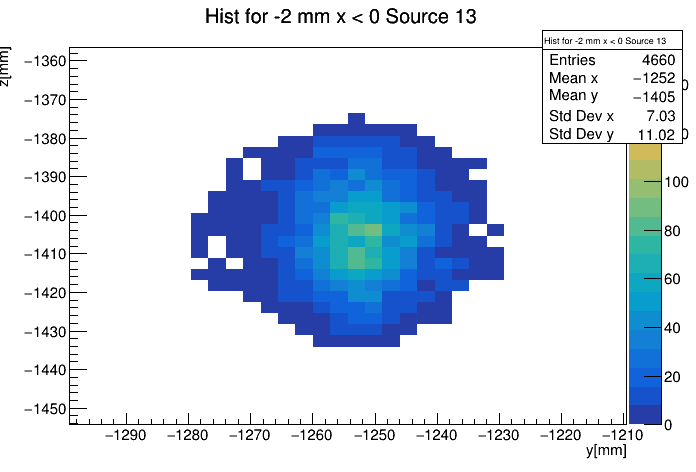 Hist for -2 mm x < 0 Source 13
Hist for -2 mm x < 0 Source 13
Entries 4660
Mean x −1252
Mean y −1405
Std Dev x 7.03
Std Dev y 11.02
z[mm]
−1360
−1370
−1380
−1390
−1400
−1410
−1420
−1430
−1440
−1450
−1290
−1280
−1270
−1260
−1250
−1240
−1230
−1220
−1210
y[mm]
100
80
60
40
20
0